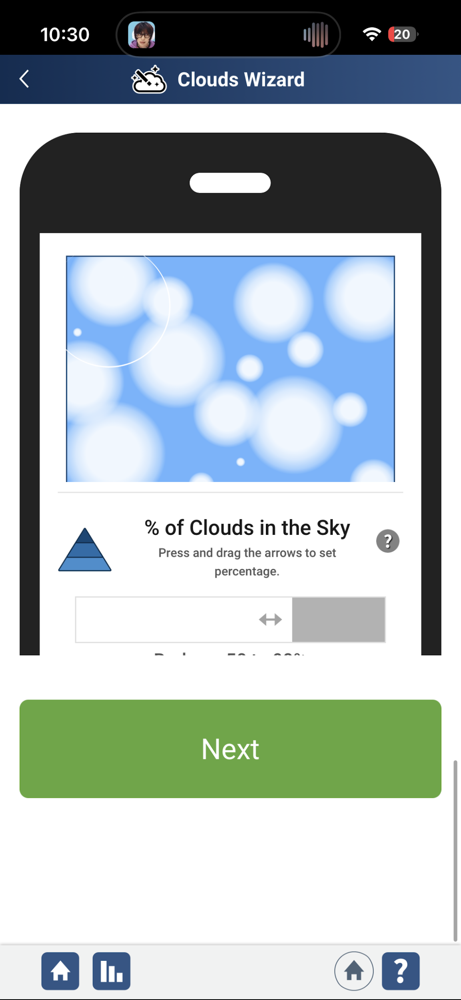 10:30
20
Clouds Wizard
% of Clouds in the Sky
Press and drag the arrows to set
percentage.
?
Next
?